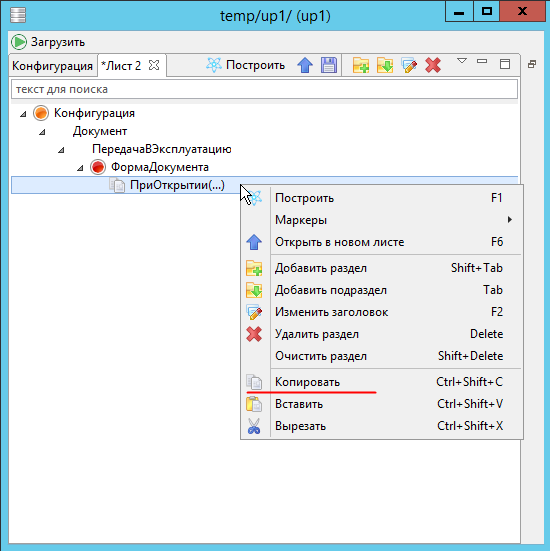 temp/up1/ (up1)
Загрузить
Конфигурация *Лист 2 Построить
текст для поиска
Конфигурация
Документ
ПередачаВЭксплуатацию
ФормаДокумента
ПриОткрытии(...)
Построить F1
Маркеры
Открыть в новом листе F6
Добавить раздел Shift+Tab
Добавить подраздел Tab
Изменить заголовок F2
Удалить раздел Delete
Очистить раздел Shift+Delete
Копировать Ctrl+Shift+C
Вставить Ctrl+Shift+V
Вырезать Ctrl+Shift+X